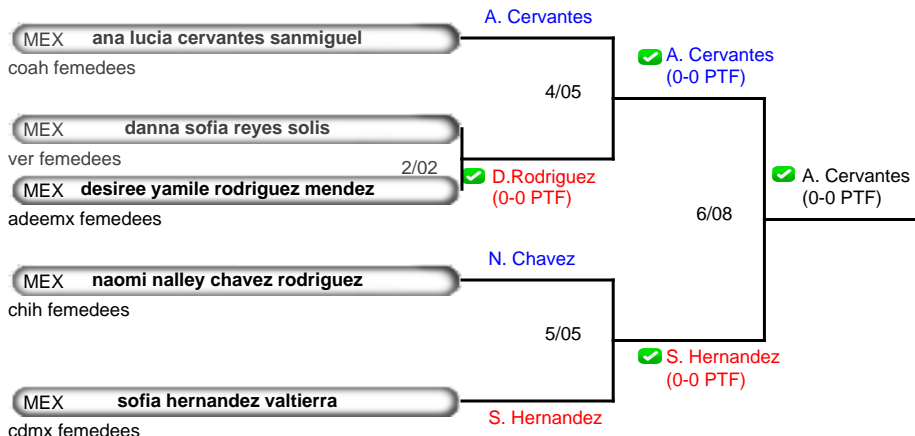 A. Cervantes
MEX ana lucia cervantes sanmiguel
coah femedees
A. Cervantes
(0-0 PTF)
4/05
MEX danna sofia reyes solis
ver femedees
2/02
MEX desiree yamile rodriguez mendez
adeemx femedees
D.Rodriguez
(0-0 PTF)
A. Cervantes
(0-0 PTF)
6/08
N. Chavez
MEX naomi nalley chavez rodriguez
chih femedees
5/05
S. Hernandez
(0-0 PTF)
MEX sofia hernandez valtierra
S. Hernandez
cdmx femedees